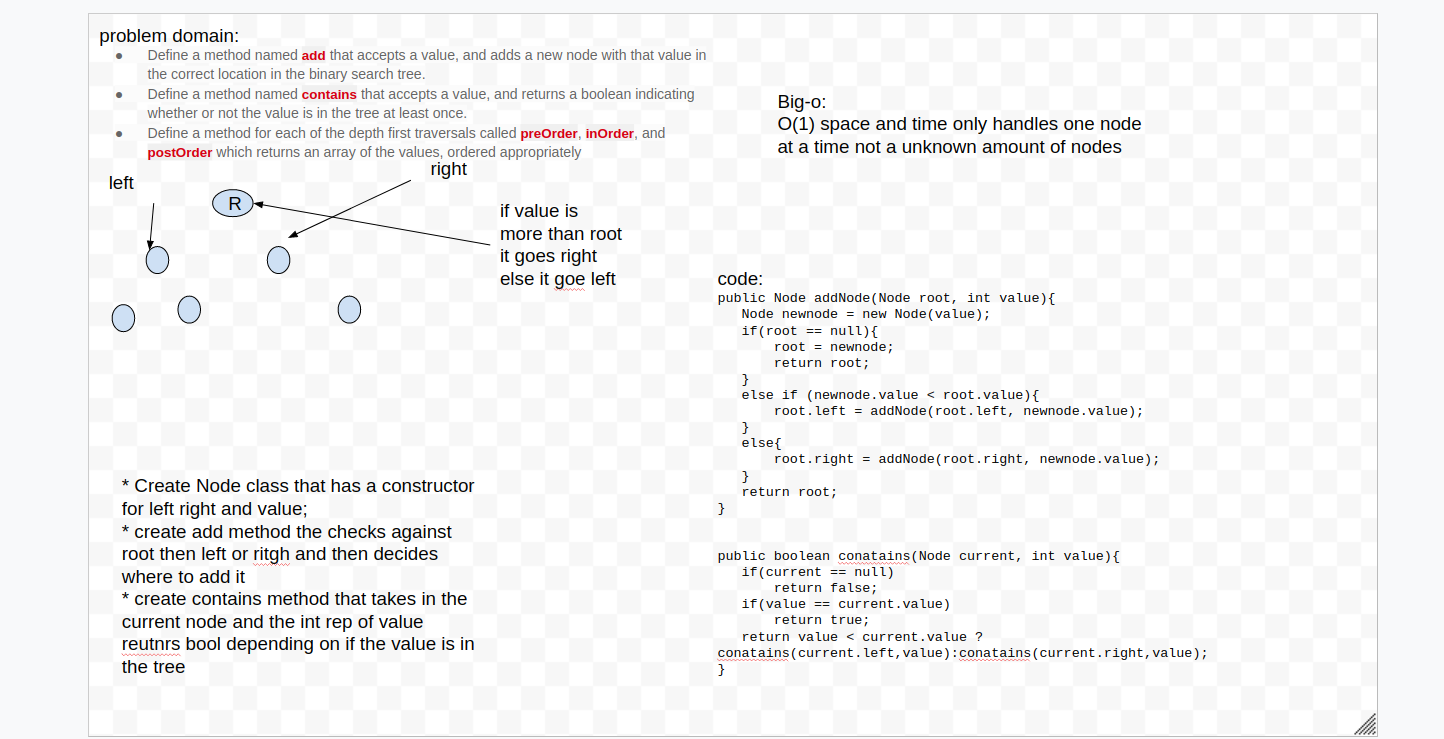 problem domain:
● Define a method named add that accepts a value, and adds a new node with that value in
the correct location in the binary search tree.
● Define a method named contains that accepts a value, and returns a boolean indicating
whether or not the value is in the tree at least once.
● Define a method for each of the depth first traversals called preOrder, inOrder, and
postOrder which returns an array of the values, ordered appropriately
left
right
R
if value is
more than root
it goes right
else it goe left
* Create Node class that has a constructor
for left right and value;
* create add method the checks against
root then left or ritgh and then decides
where to add it
* create contains method that takes in the
current node and the int rep of value
reutnrs bool depending on if the value is in
the tree
Big-o:
O(1) space and time only handles one node
at a time not a unknown amount of nodes
code:
public Node addNode(Node root, int value){
Node newnode = new Node(value);
if(root == null){
root = newnode;
return root;
}
else if (newnode.value < root.value){
root.left = addNode(root.left, newnode.value);
}
else{
root.right = addNode(root.right, newnode.value);
}
return root;
}
public boolean conatains(Node current, int value){
if(current == null)
return false;
if(value == current.value)
return true;
return value < current.value ?
conatains(current.left,value):conatains(current.right,value);
}